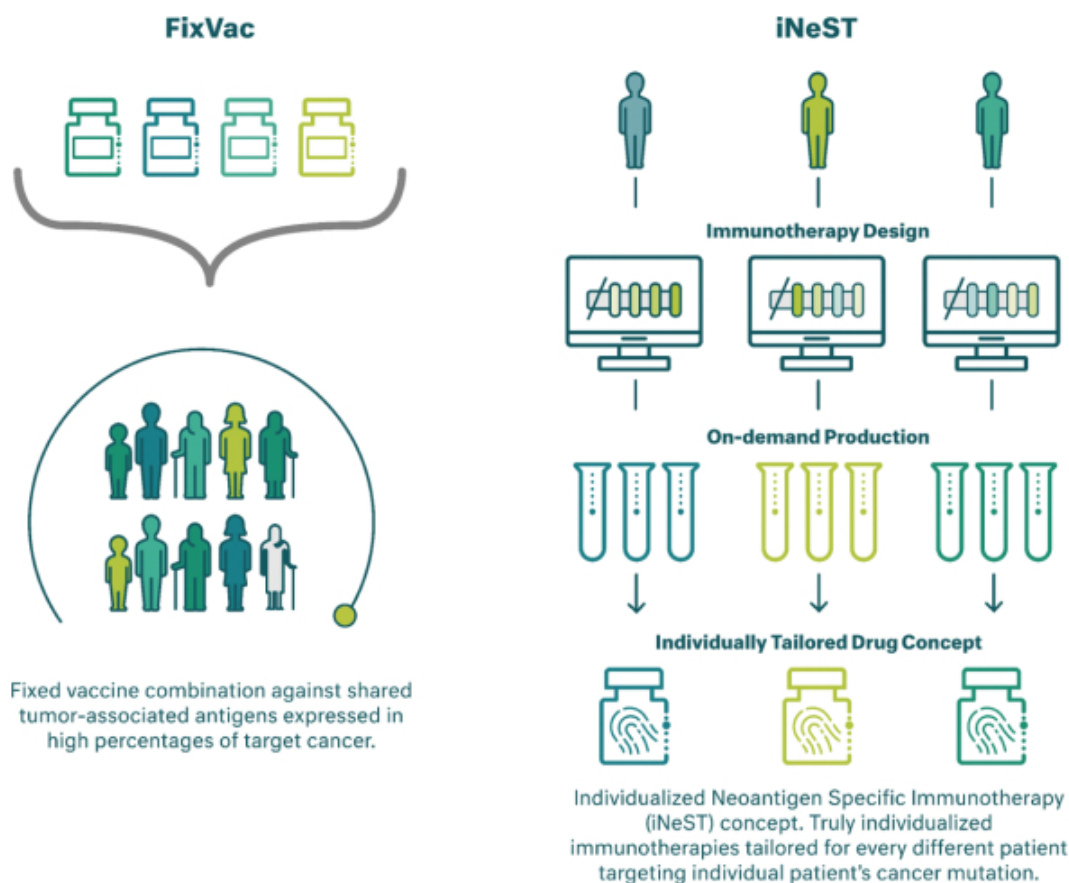 FixVac
Fixed vaccine combination against shared
tumor-associated antigens expressed in
high percentages of target cancer.
iNeST
Immunotherapy Design
On-demand Production
Individually Tailored Drug Concept
Individualized Neoantigen Specific Immunotherapy
(iNeST) concept. Truly individualized
immunotherapies tailored for every different patient
targeting individual patient's cancer mutation.